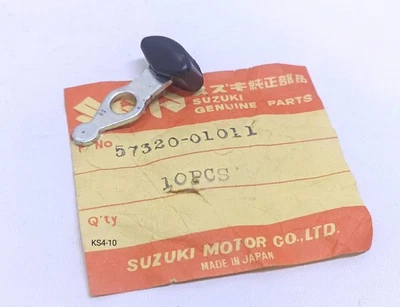 スズキ純正部品
SUZUKI
GENUINE PARTS
No 57320-01011
10PCS
Q'ty
KS4-10
SUZUKI MOTOR CO.,LTD.
MADE IN JAPAN